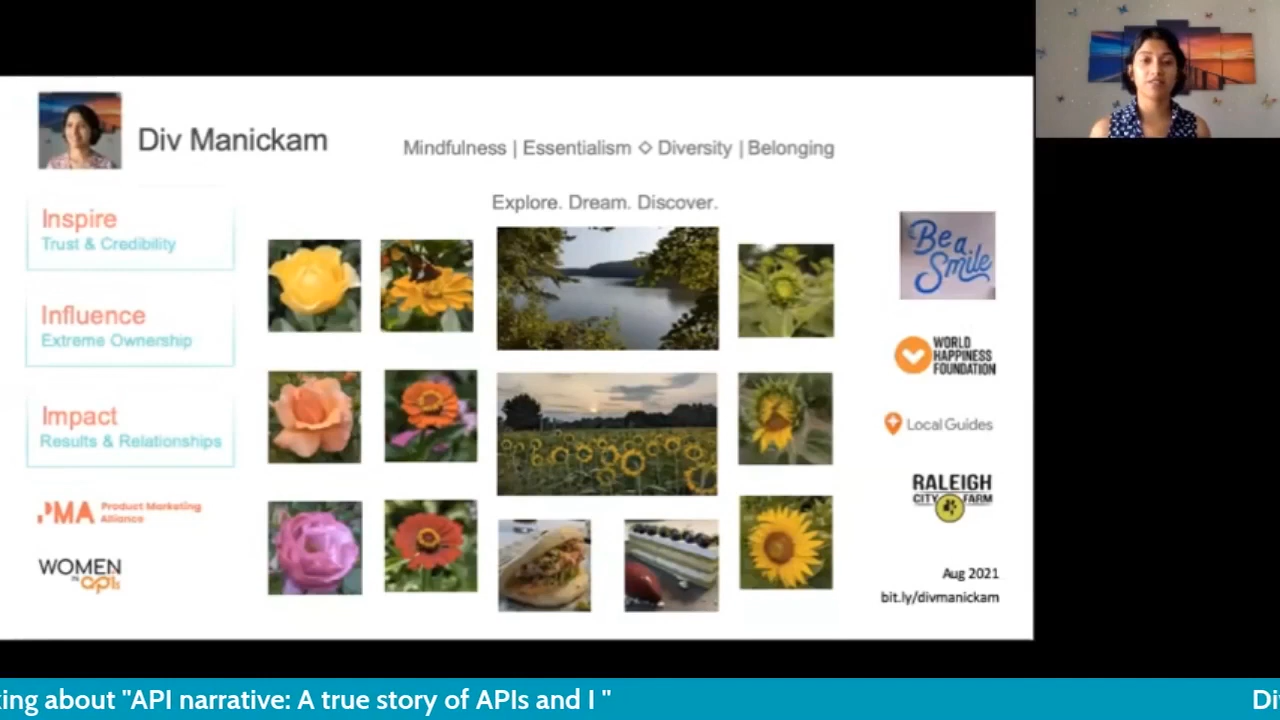 Div Manickam
Mindfulness | Essentialism ◇ Diversity | Belonging
Explore. Dream. Discover.
Inspire
Trust & Credibility
Influence
Extreme Ownership
Impact
Results & Relationships
PMA Product Marketing
Alliance
WOMEN
IN APIs
Be a
Smile
WORLD
HAPPINESS
FOUNDATION
Local Guides
RALEIGH
CITY FARM
Aug 2021
bit.ly/divmanickam
king about "API narrative: A true story of APIs and I "
Di